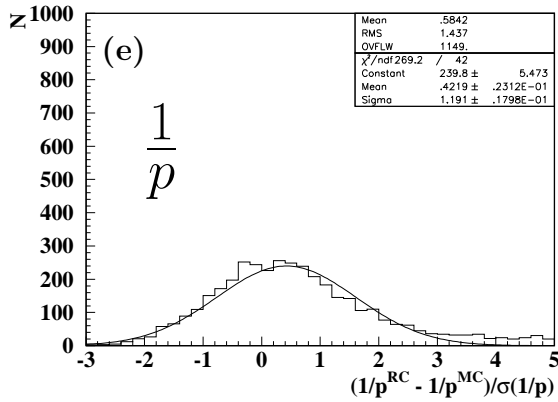 N
1000
900
800
700
600
500
400
300
200
100
0
(e)
1
p
Mean .5842
RMS 1.437
OVFLW 1149.
χ²/ndf 269.2 / 42
Constant 239.8 ± 5.473
Mean .4219 ± .2312E-01
Sigma 1.191 ± .1798E-01
-3 -2 -1 0 1 2 3 4 5
(1/p^RC - 1/p^MC)/σ(1/p)